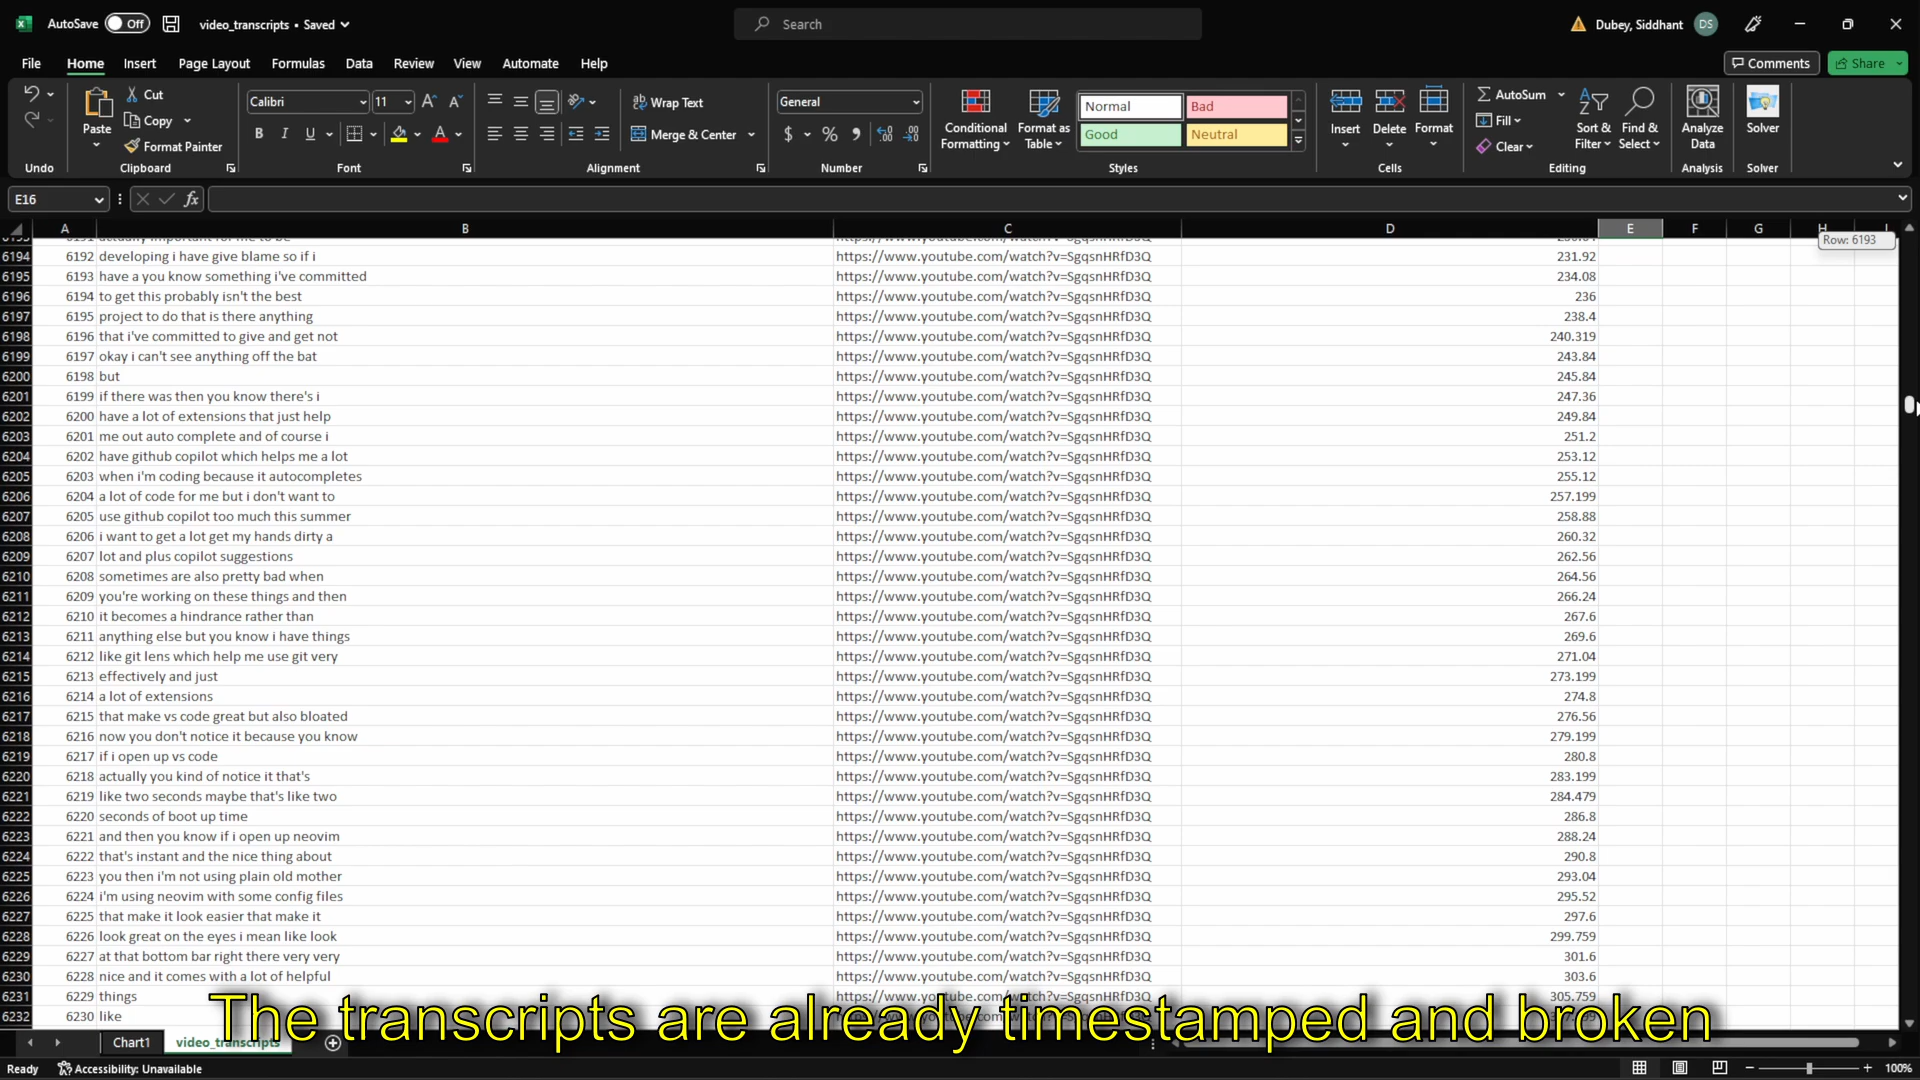 AutoSave Off video_transcripts • Saved Search Dubey, Siddhant DS
File Home Insert Page Layout Formulas Data Review View Automate Help Comments Share
Cut Calibri 11 Wrap Text General Normal Bad AutoSum
Paste Copy Conditional Formatting Format as Table Insert Delete Format Fill Sort & Filter Find & Select Analyze Data Solver
Format Painter B I U Merge & Center $ % Good Neutral Clear
Undo Clipboard Font Alignment Number Styles Cells Editing Analysis Solver
E16 fx
A B C D E F G H
Row: 6193
6194 6192 developing i have give blame so if i https://www.youtube.com/watch?v=SgqsnHRfD3Q 231.92
6195 6193 have a you know something i've committed https://www.youtube.com/watch?v=SgqsnHRfD3Q 234.08
6196 6194 to get this probably isn't the best https://www.youtube.com/watch?v=SgqsnHRfD3Q 236
6197 6195 project to do that is there anything https://www.youtube.com/watch?v=SgqsnHRfD3Q 238.4
6198 6196 that i've committed to give and get not https://www.youtube.com/watch?v=SgqsnHRfD3Q 240.319
6199 6197 okay i can't see anything off the bat https://www.youtube.com/watch?v=SgqsnHRfD3Q 243.84
6200 6198 but https://www.youtube.com/watch?v=SgqsnHRfD3Q 245.84
6201 6199 if there was then you know there's i https://www.youtube.com/watch?v=SgqsnHRfD3Q 247.36
6202 6200 have a lot of extensions that just help https://www.youtube.com/watch?v=SgqsnHRfD3Q 249.84
6203 6201 me out auto complete and of course i https://www.youtube.com/watch?v=SgqsnHRfD3Q 251.2
6204 6202 have github copilot which helps me a lot https://www.youtube.com/watch?v=SgqsnHRfD3Q 253.12
6205 6203 when i'm coding because it autocompletes https://www.youtube.com/watch?v=SgqsnHRfD3Q 255.12
6206 6204 a lot of code for me but i don't want to https://www.youtube.com/watch?v=SgqsnHRfD3Q 257.199
6207 6205 use github copilot too much this summer https://www.youtube.com/watch?v=SgqsnHRfD3Q 258.88
6208 6206 i want to get a lot get my hands dirty a https://www.youtube.com/watch?v=SgqsnHRfD3Q 260.32
6209 6207 lot and plus copilot suggestions https://www.youtube.com/watch?v=SgqsnHRfD3Q 262.56
6210 6208 sometimes are also pretty bad when https://www.youtube.com/watch?v=SgqsnHRfD3Q 264.56
6211 6209 you're working on these things and then https://www.youtube.com/watch?v=SgqsnHRfD3Q 266.24
6212 6210 it becomes a hindrance rather than https://www.youtube.com/watch?v=SgqsnHRfD3Q 267.6
6213 6211 anything else but you know i have things https://www.youtube.com/watch?v=SgqsnHRfD3Q 269.6
6214 6212 like git lens which help me use git very https://www.youtube.com/watch?v=SgqsnHRfD3Q 271.04
6215 6213 effectively and just https://www.youtube.com/watch?v=SgqsnHRfD3Q 273.199
6216 6214 a lot of extensions https://www.youtube.com/watch?v=SgqsnHRfD3Q 274.8
6217 6215 that make vs code great but also bloated https://www.youtube.com/watch?v=SgqsnHRfD3Q 276.56
6218 6216 now you don't notice it because you know https://www.youtube.com/watch?v=SgqsnHRfD3Q 279.199
6219 6217 if i open up vs code https://www.youtube.com/watch?v=SgqsnHRfD3Q 280.8
6220 6218 actually you kind of notice it that's https://www.youtube.com/watch?v=SgqsnHRfD3Q 283.199
6221 6219 like two seconds maybe that's like two https://www.youtube.com/watch?v=SgqsnHRfD3Q 284.479
6222 6220 seconds of boot up time https://www.youtube.com/watch?v=SgqsnHRfD3Q 286.8
6223 6221 and then you know if i open up neovim https://www.youtube.com/watch?v=SgqsnHRfD3Q 288.24
6224 6222 that's instant and the nice thing about https://www.youtube.com/watch?v=SgqsnHRfD3Q 290.8
6225 6223 you then i'm not using plain old mother https://www.youtube.com/watch?v=SgqsnHRfD3Q 293.04
6226 6224 i'm using neovim with some config files https://www.youtube.com/watch?v=SgqsnHRfD3Q 295.52
6227 6225 that make it look easier that make it https://www.youtube.com/watch?v=SgqsnHRfD3Q 297.6
6228 6226 look great on the eyes i mean like look https://www.youtube.com/watch?v=SgqsnHRfD3Q 299.759
6229 6227 at that bottom bar right there very very https://www.youtube.com/watch?v=SgqsnHRfD3Q 301.6
6230 6228 nice and it comes with a lot of helpful https://www.youtube.com/watch?v=SgqsnHRfD3Q 303.6
6231 6229 things https://www.youtube.com/watch?v=SgqsnHRfD3Q 305.759
6232 6230 like
The transcripts are already timestamped and broken
Chart1 video_transcripts
Ready Accessibility: Unavailable 100%